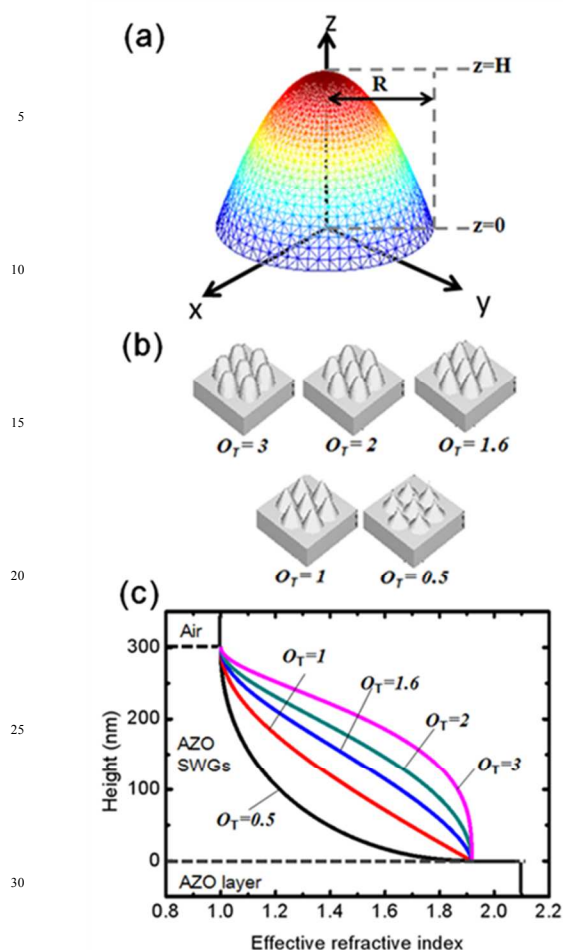 (a)
z
z=H
R
5
z=0
10
x
y
(b)
O_T= 3
O_T= 2
O_T= 1.6
15
O_T= 1
O_T= 0.5
20
(c)
Air
300
O_T=1
O_T=1.6
O_T=2
O_T=3
25
AZO
SWGs
200
Height (nm)
100
O_T=0.5
0
AZO layer
30
0.8 1.0 1.2 1.4 1.6 1.8 2.0 2.2
Effective refractive index